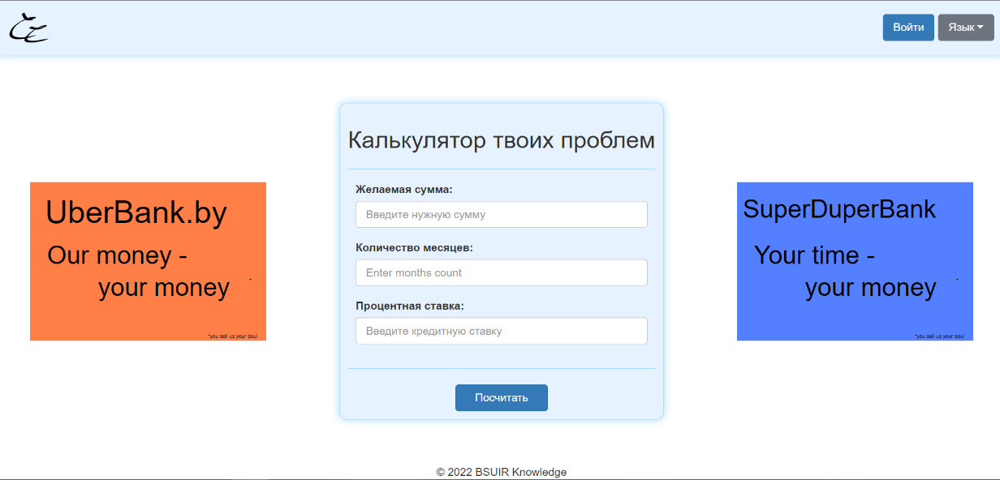 Войти
Язык
Калькулятор твоих проблем
Желаемая сумма:
Введите нужную сумму
Количество месяцев:
Enter months count
Процентная ставка:
Введите кредитную ставку
Посчитать
UberBank.by
Our money -
your money
*you sell us your soul
SuperDuperBank
Your time -
your money
*you sell us your soul
© 2022 BSUIR Knowledge